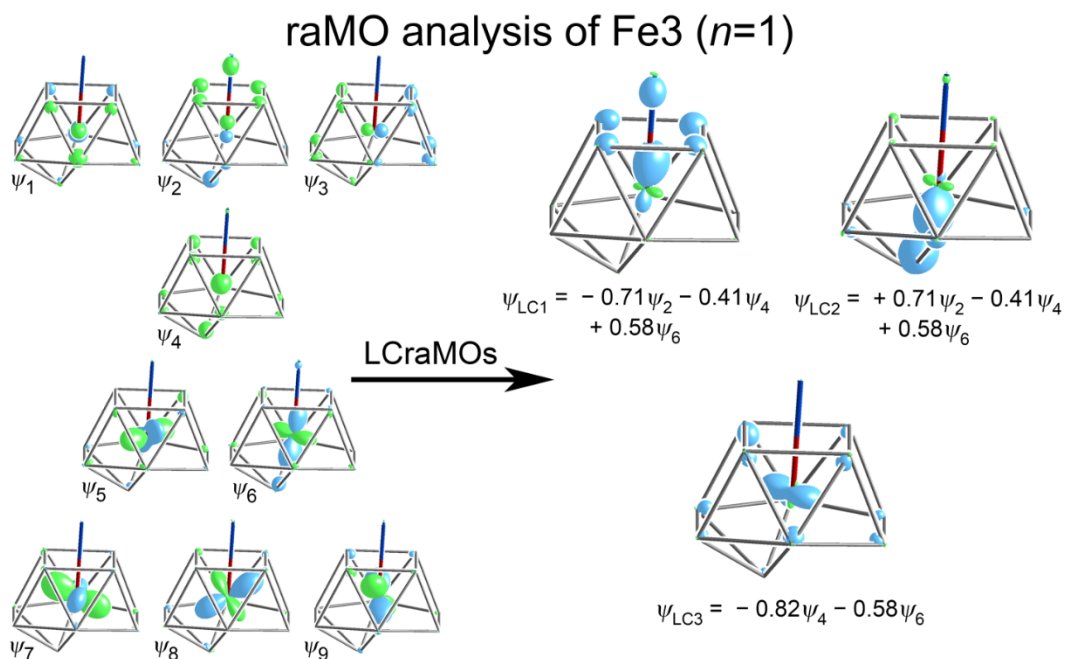 raMO analysis of Fe3 (n=1)
ψ1
ψ2
ψ3
ψ4
ψ5
ψ6
ψ7
ψ8
ψ9
LCraMOs
ψLC1 = − 0.71ψ2 − 0.41ψ4
+ 0.58ψ6
ψLC2 = + 0.71ψ2 − 0.41ψ4
+ 0.58ψ6
ψLC3 = − 0.82ψ4 − 0.58ψ6